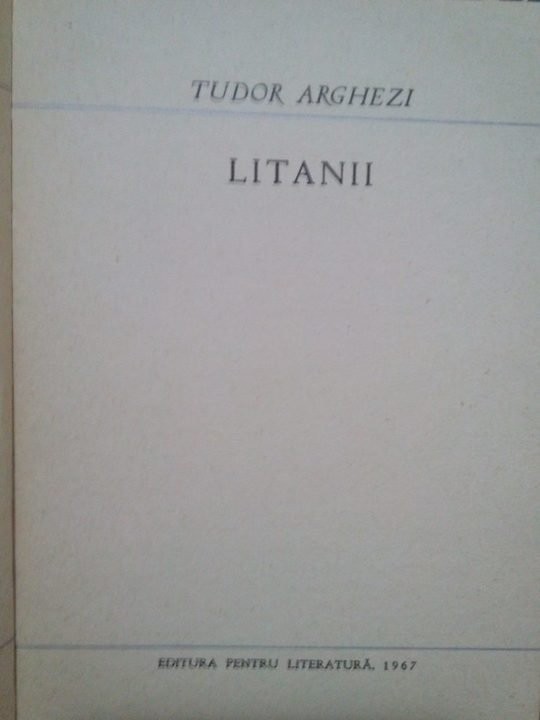 TUDOR ARGHEZI
LITANII
EDITURA PENTRU LITERATURĂ, 1967